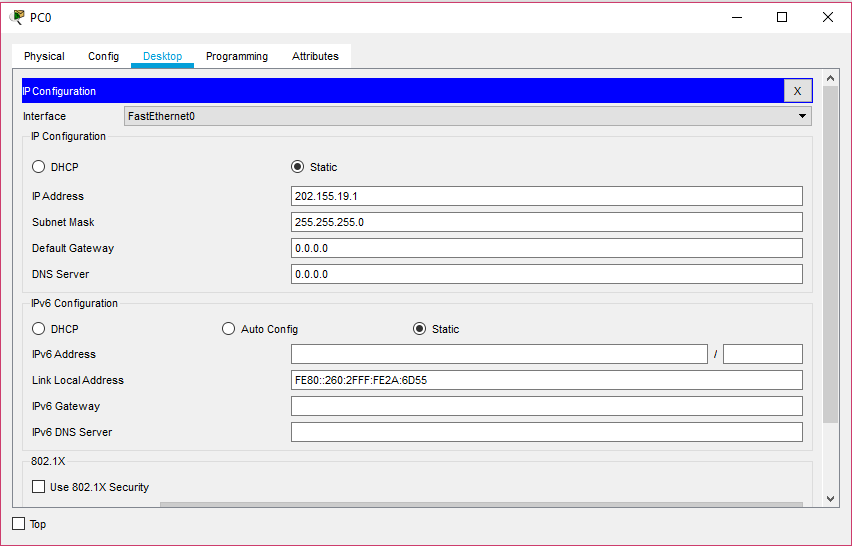 PC0
Physical Config Desktop Programming Attributes
IP Configuration X
Interface FastEthernet0
IP Configuration
DHCP Static
IP Address 202.155.19.1
Subnet Mask 255.255.255.0
Default Gateway 0.0.0.0
DNS Server 0.0.0.0
IPv6 Configuration
DHCP Auto Config Static
IPv6 Address /
Link Local Address FE80::260:2FFF:FE2A:6D55
IPv6 Gateway
IPv6 DNS Server
802.1X
Use 802.1X Security
Top